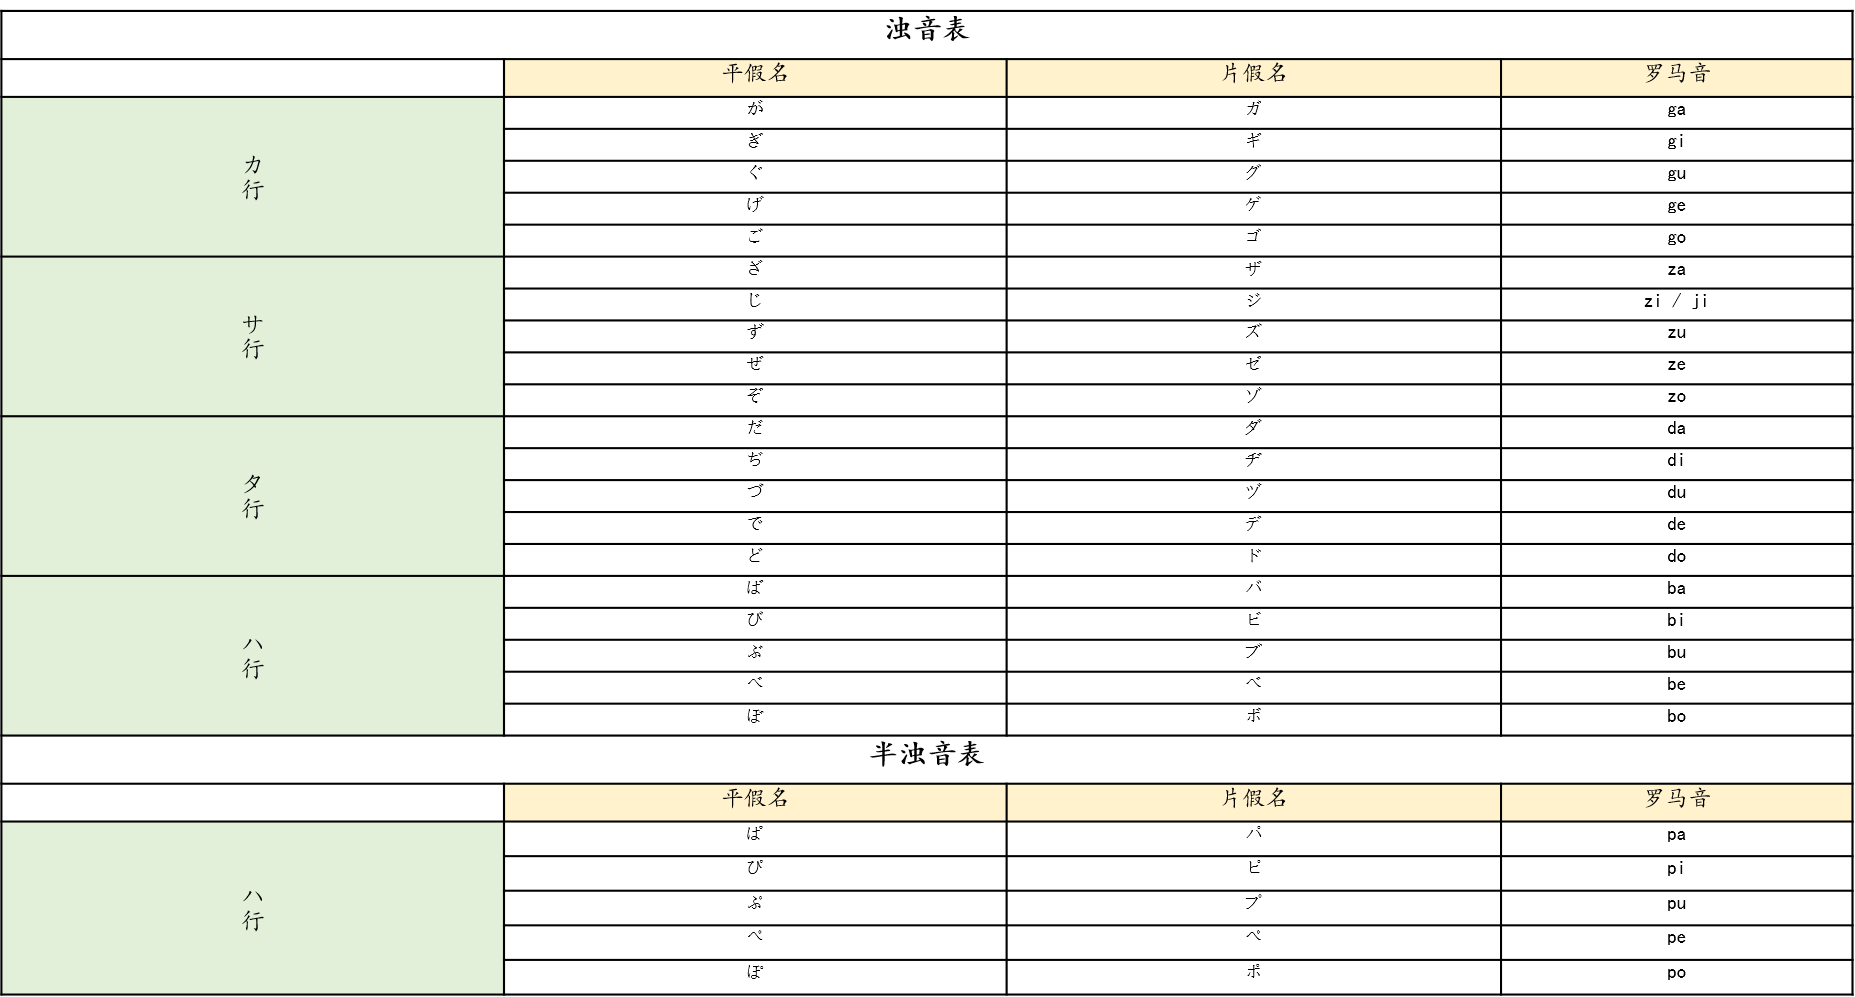 浊音表
平假名 片假名 罗马音
カ
行
が ガ ga
ぎ ギ gi
ぐ グ gu
げ ゲ ge
ご ゴ go
サ
行
ざ ザ za
じ ジ zi / ji
ず ズ zu
ぜ ゼ ze
ぞ ゾ zo
タ
行
だ ダ da
ぢ ヂ di
づ ヅ du
で デ de
ど ド do
ハ
行
ば バ ba
び ビ bi
ぶ ブ bu
べ ベ be
ぼ ボ bo
半浊音表
平假名 片假名 罗马音
ハ
行
ぱ パ pa
ぴ ピ pi
ぷ プ pu
ぺ ペ pe
ぽ ポ po